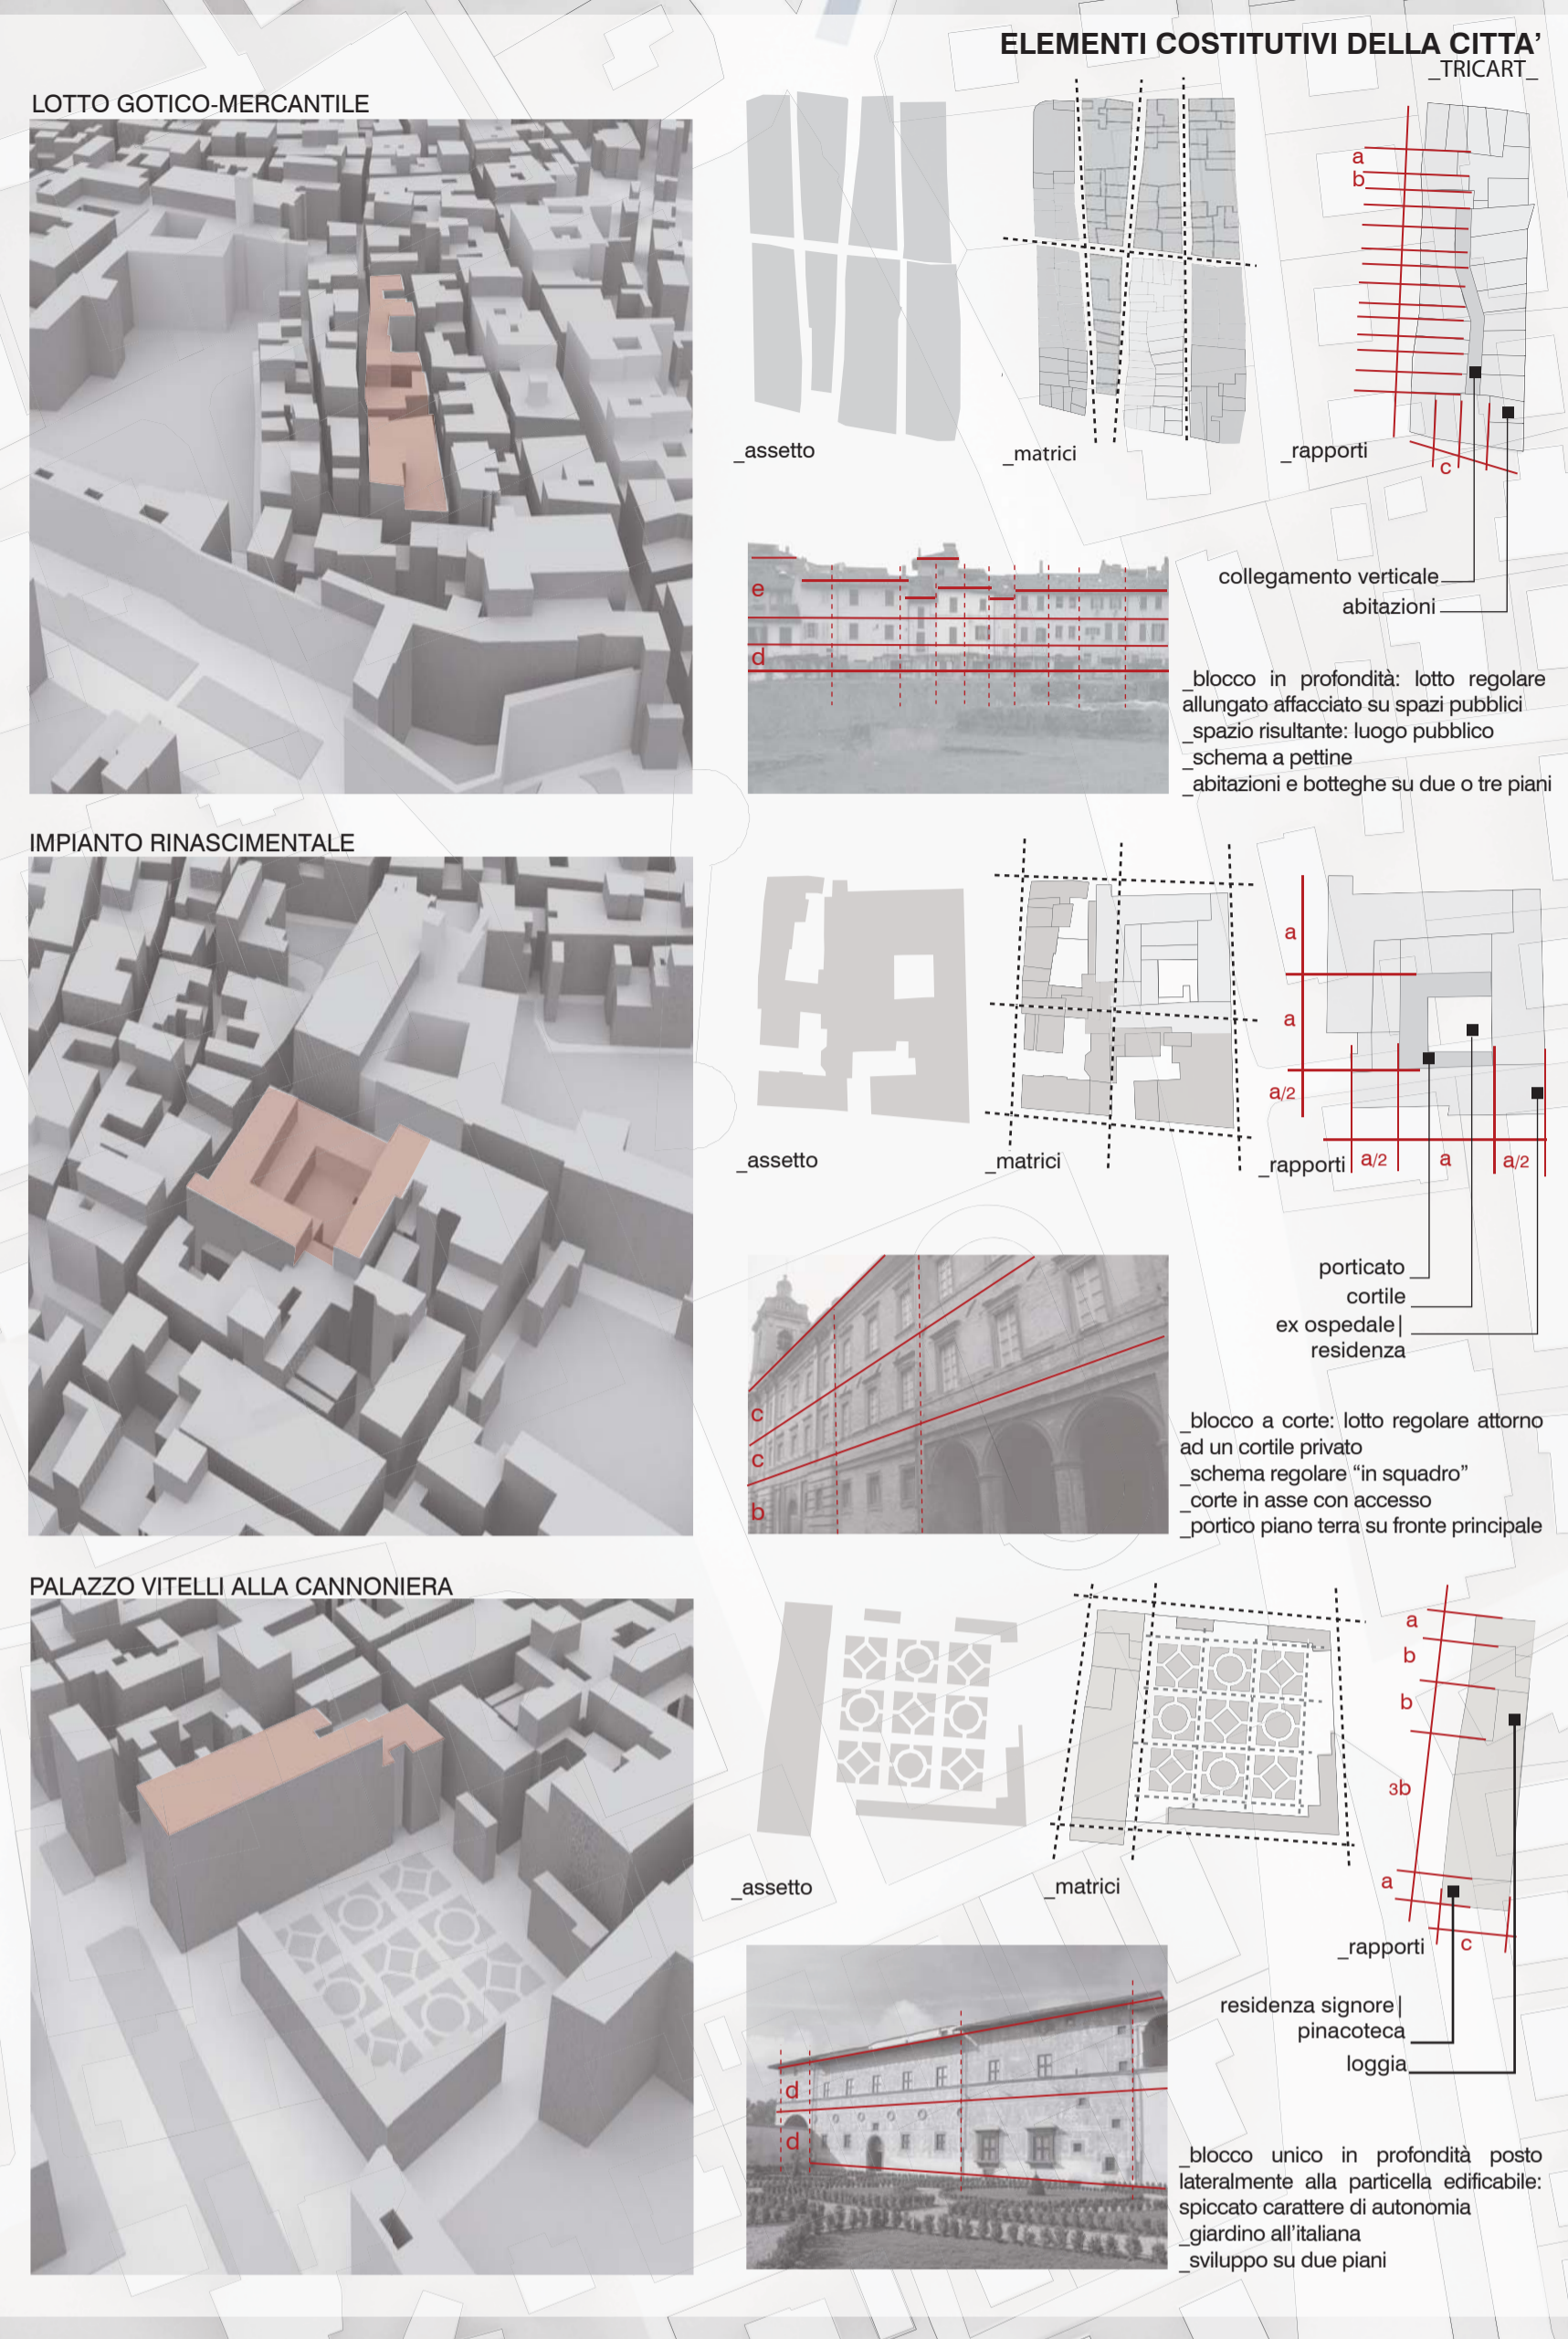 ELEMENTI COSTITUTIVI DELLA CITTA'
_TRICART_
LOTTO GOTICO-MERCANTILE
a
b
c
_assetto
_matrici
_rapporti
e
d
collegamento verticale
abitazioni
_blocco in profondità: lotto regolare
allungato affacciato su spazi pubblici
_spazio risultante: luogo pubblico
_schema a pettine
_abitazioni e botteghe su due o tre piani
IMPIANTO RINASCIMENTALE
a
a
a/2
_assetto
_matrici
_rapporti
a/2
a
a/2
porticato
cortile
ex ospedale|
residenza
c
c
b
_blocco a corte: lotto regolare attorno
ad un cortile privato
_schema regolare “in squadro”
_corte in asse con accesso
_portico piano terra su fronte principale
PALAZZO VITELLI ALLA CANNONIERA
a
b
b
3b
a
c
_assetto
_matrici
_rapporti
residenza signore|
pinacoteca
loggia
d
d
_blocco unico in profondità posto
lateralmente alla particella edificabile:
spiccato carattere di autonomia
_giardino all'italiana
_sviluppo su due piani